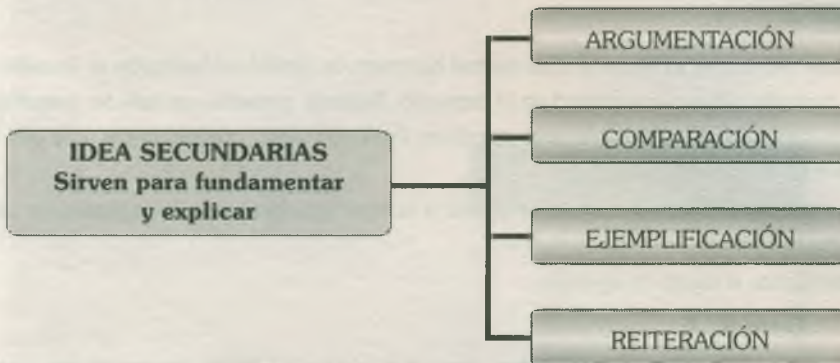 IDEA SECUNDARIAS
Sirven para fundamentar
y explicar
ARGUMENTACIÓN
COMPARACIÓN
EJEMPLIFICACIÓN
REITERACIÓN